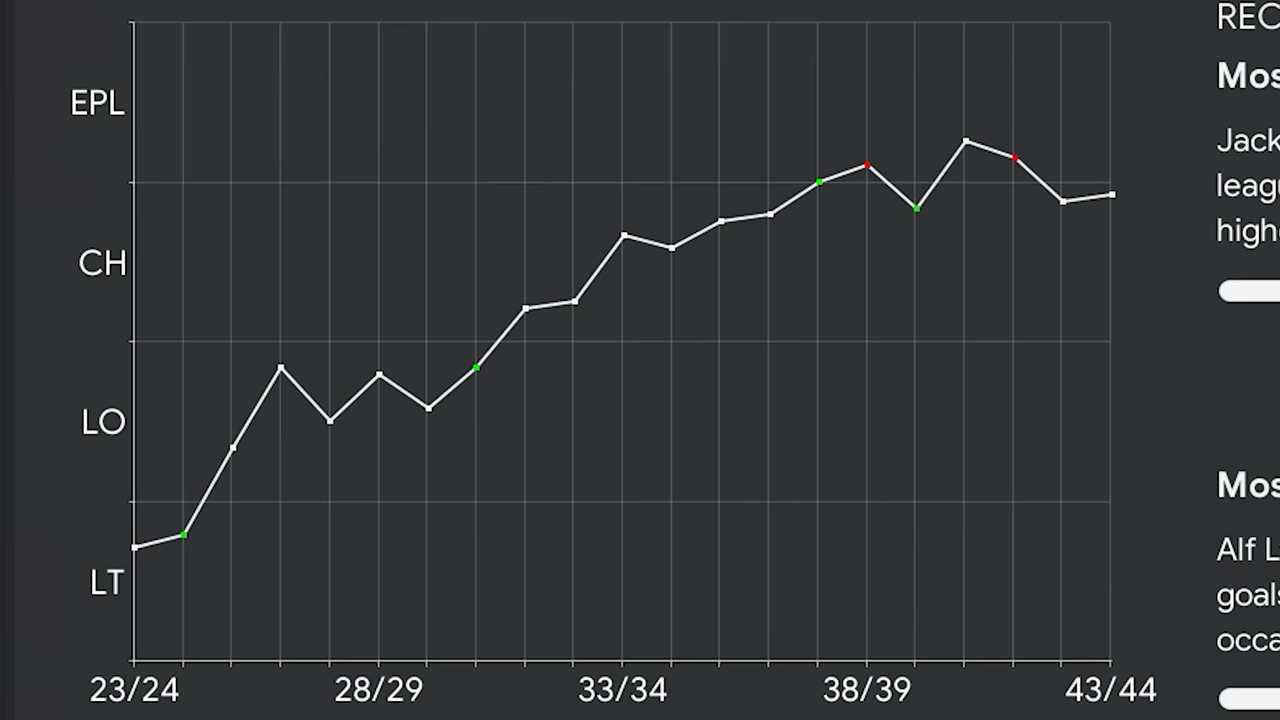 EPL
CH
LO
LT
23/24 28/29 33/34 38/39 43/44
REC
Mos
Jack
leagu
high
Mos
Alf L
goals
occa